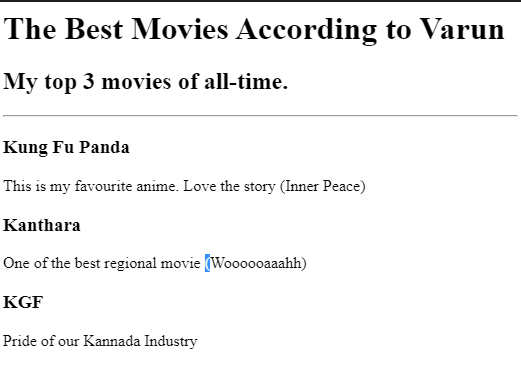 The Best Movies According to Varun
My top 3 movies of all-time.
Kung Fu Panda
This is my favourite anime. Love the story (Inner Peace)
Kanthara
One of the best regional movie (Woooooaaahh)
KGF
Pride of our Kannada Industry